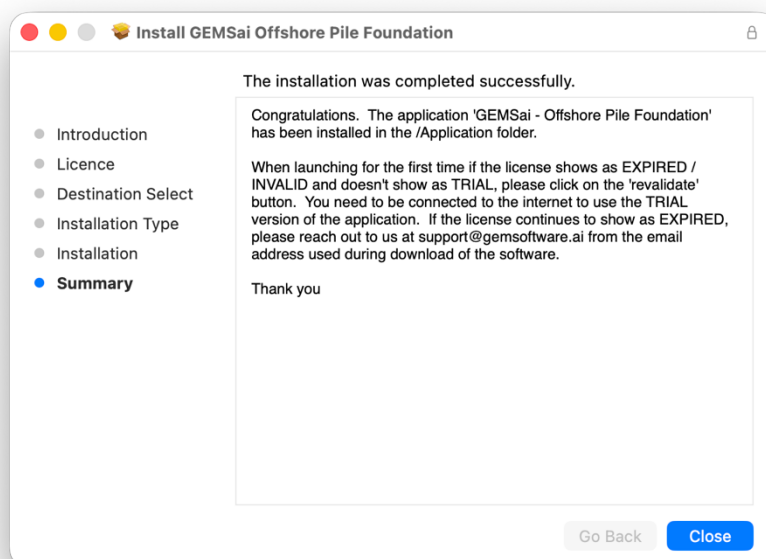 Install GEMSai Offshore Pile Foundation
The installation was completed successfully.
Introduction
Licence
Destination Select
Installation Type
Installation
Summary
Congratulations.  The application 'GEMSai - Offshore Pile Foundation'
has been installed in the /Application folder.
When launching for the first time if the license shows as EXPIRED /
INVALID and doesn't show as TRIAL, please click on the 'revalidate'
button.  You need to be connected to the internet to use the TRIAL
version of the application.  If the license continues to show as EXPIRED,
please reach out to us at support@gemsoftware.ai from the email
address used during download of the software.
Thank you
Go Back
Close